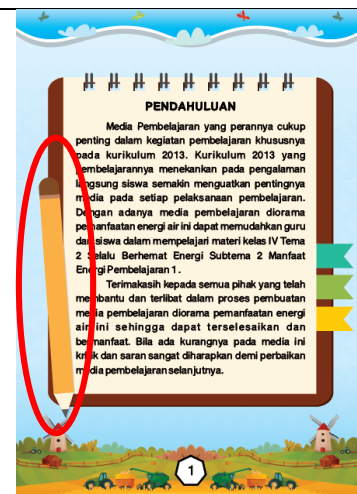 PENDAHULUAN
Media Pembelajaran yang perannya cukup
penting dalam kegiatan pembelajaran khususnya
pada kurikulum 2013. Kurikulum 2013 yang
pembelajarannya menekankan pada pengalaman
langsung siswa semakin menguatkan pentingnya
media pada setiap pelaksanaan pembelajaran.
Dengan adanya media pembelajaran diorama
pemanfaatan energi air ini dapat memudahkan guru
dan siswa dalam mempelajari materi kelas IV Tema
2 Selalu Berhemat Energi Subtema 2 Manfaat
Energi Pembelajaran 1.
Terimakasih kepada semua pihak yang telah
membantu dan terlibat dalam proses pembuatan
media pembelajaran diorama pemanfaatan energi
air ini sehingga dapat terselesaikan dan
bermanfaat. Bila ada kurangnya pada media ini
kritik dan saran sangat diharapkan demi perbaikan
media pembelajaran selanjutnya.
1